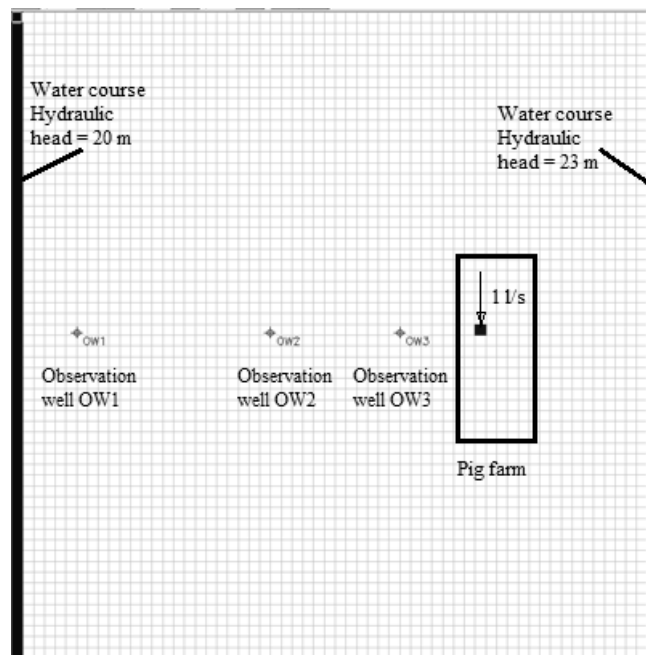 Water course
Hydraulic
head = 20 m
Water course
Hydraulic
head = 23 m
1 l/s
OW1
OW2
OW3
Observation
well OW1
Observation
well OW2
Observation
well OW3
Pig farm